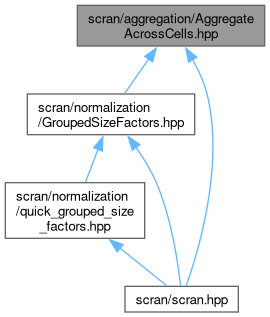 scran/aggregation/Aggregate
AcrossCells.hpp
scran/normalization
/GroupedSizeFactors.hpp
scran/normalization
/quick_grouped_size
_factors.hpp
scran/scran.hpp